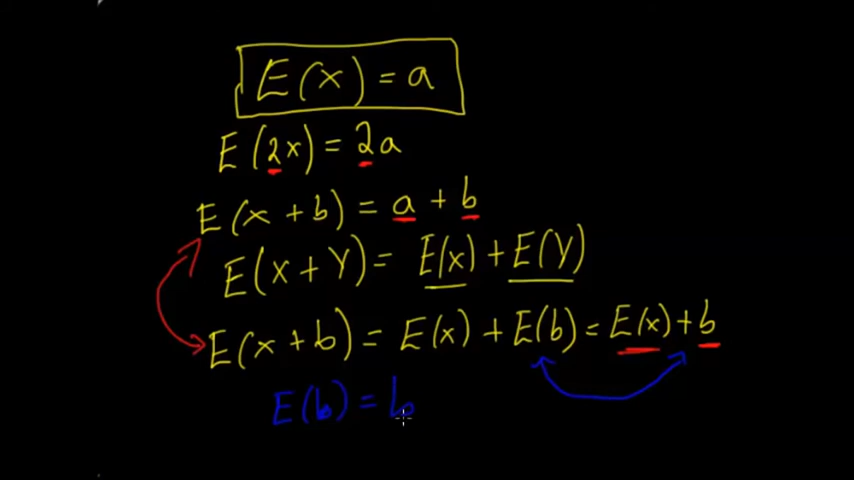 E(x) = a
E(2x) = 2a
E(x + b) = a + b
E(x + Y) = E(x) + E(Y)
E(x + b) = E(x) + E(b) = E(x) + b
E(b) = b